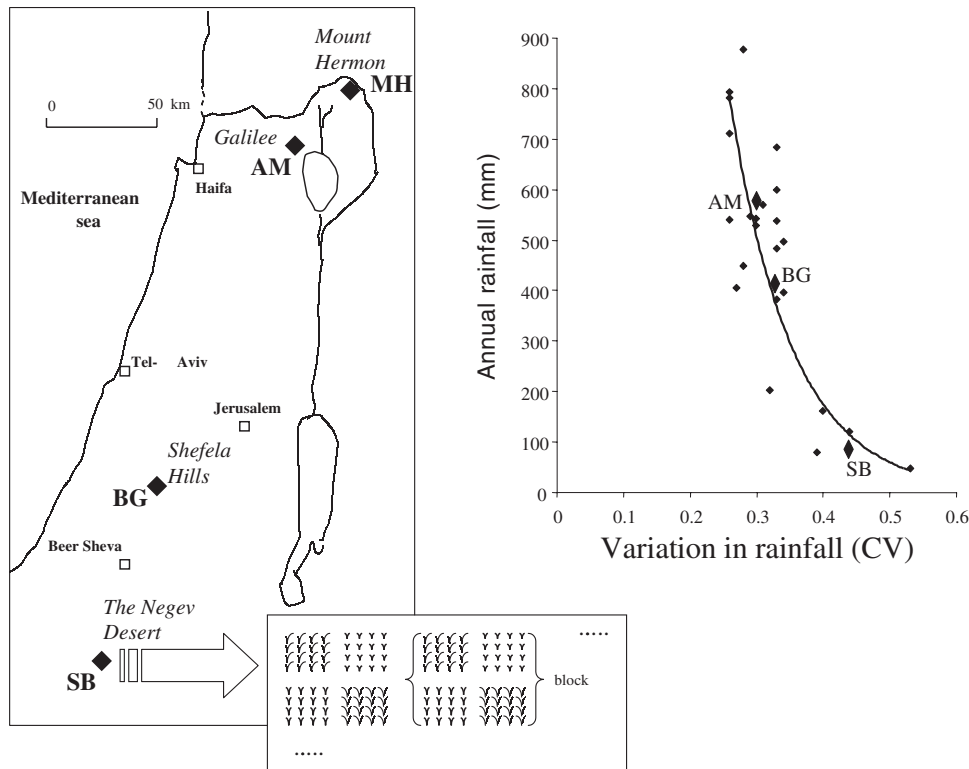 Mount
Hermon
MH
0 50 km
Galilee
AM
Haifa
Mediterranean
sea
Tel- Aviv
Jerusalem
Shefela
Hills
BG
Beer Sheva
The Negev
Desert
SB
.....
block
.....
Annual rainfall (mm)
900
800
700
600
500
400
300
200
100
0
AM
BG
SB
0 0.1 0.2 0.3 0.4 0.5 0.6
Variation in rainfall (CV)